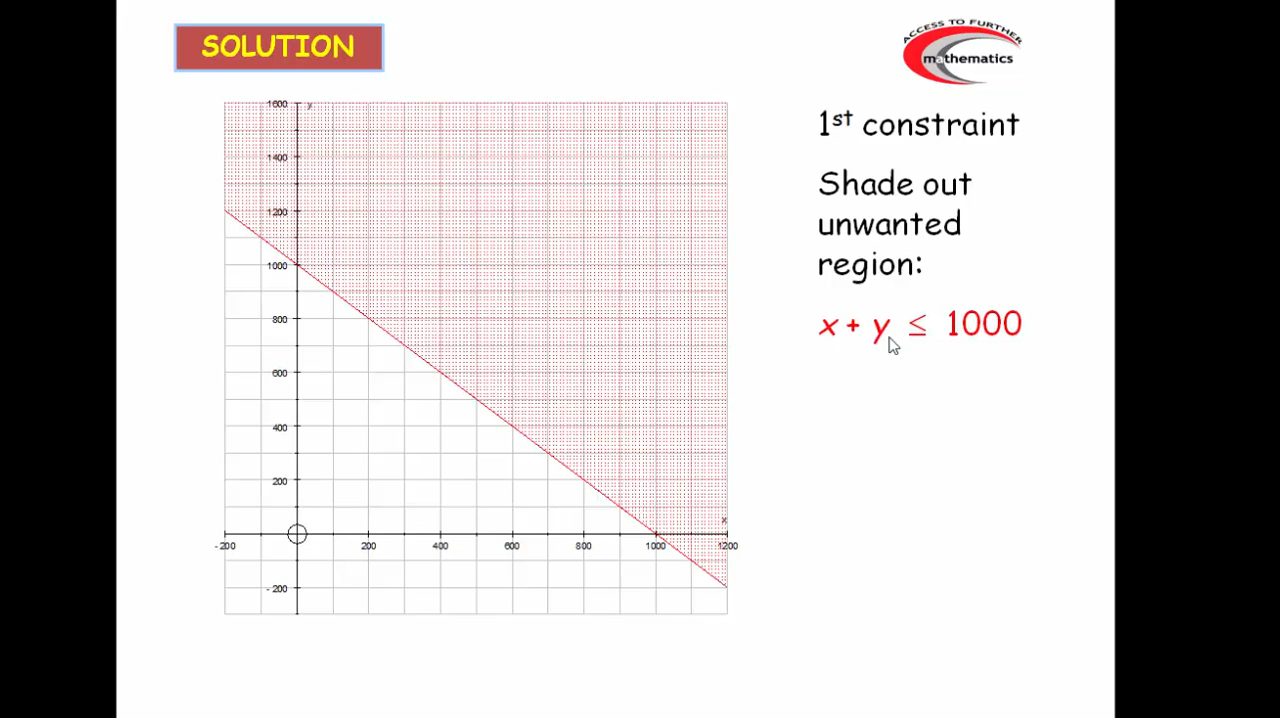 SOLUTION
ACCESS TO FURTHER
mathematics
1st constraint
Shade out
unwanted
region:
x + y ≤ 1000
y
1600
1400
1200
1000
800
600
400
200
-200
x
-200
200
400
600
800
1000
1200